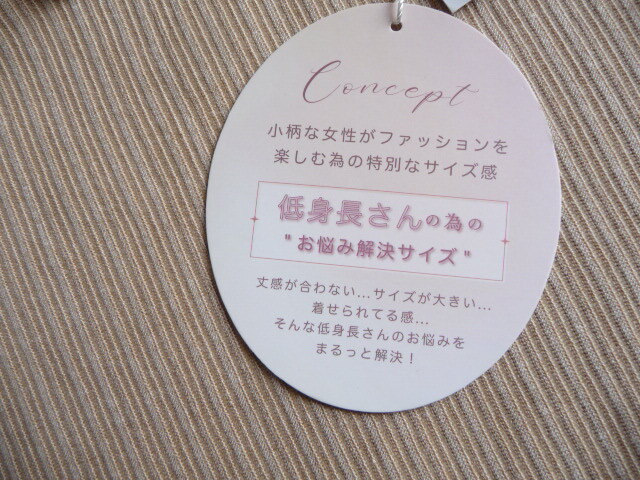 Concept
小柄な女性がファッションを
楽しむ為の特別なサイズ感
低身長さんの為の
"お悩み解決サイズ"
丈感が合わない...サイズが大きい...
着せられてる感...
そんな低身長さんのお悩みを
まるっと解決！